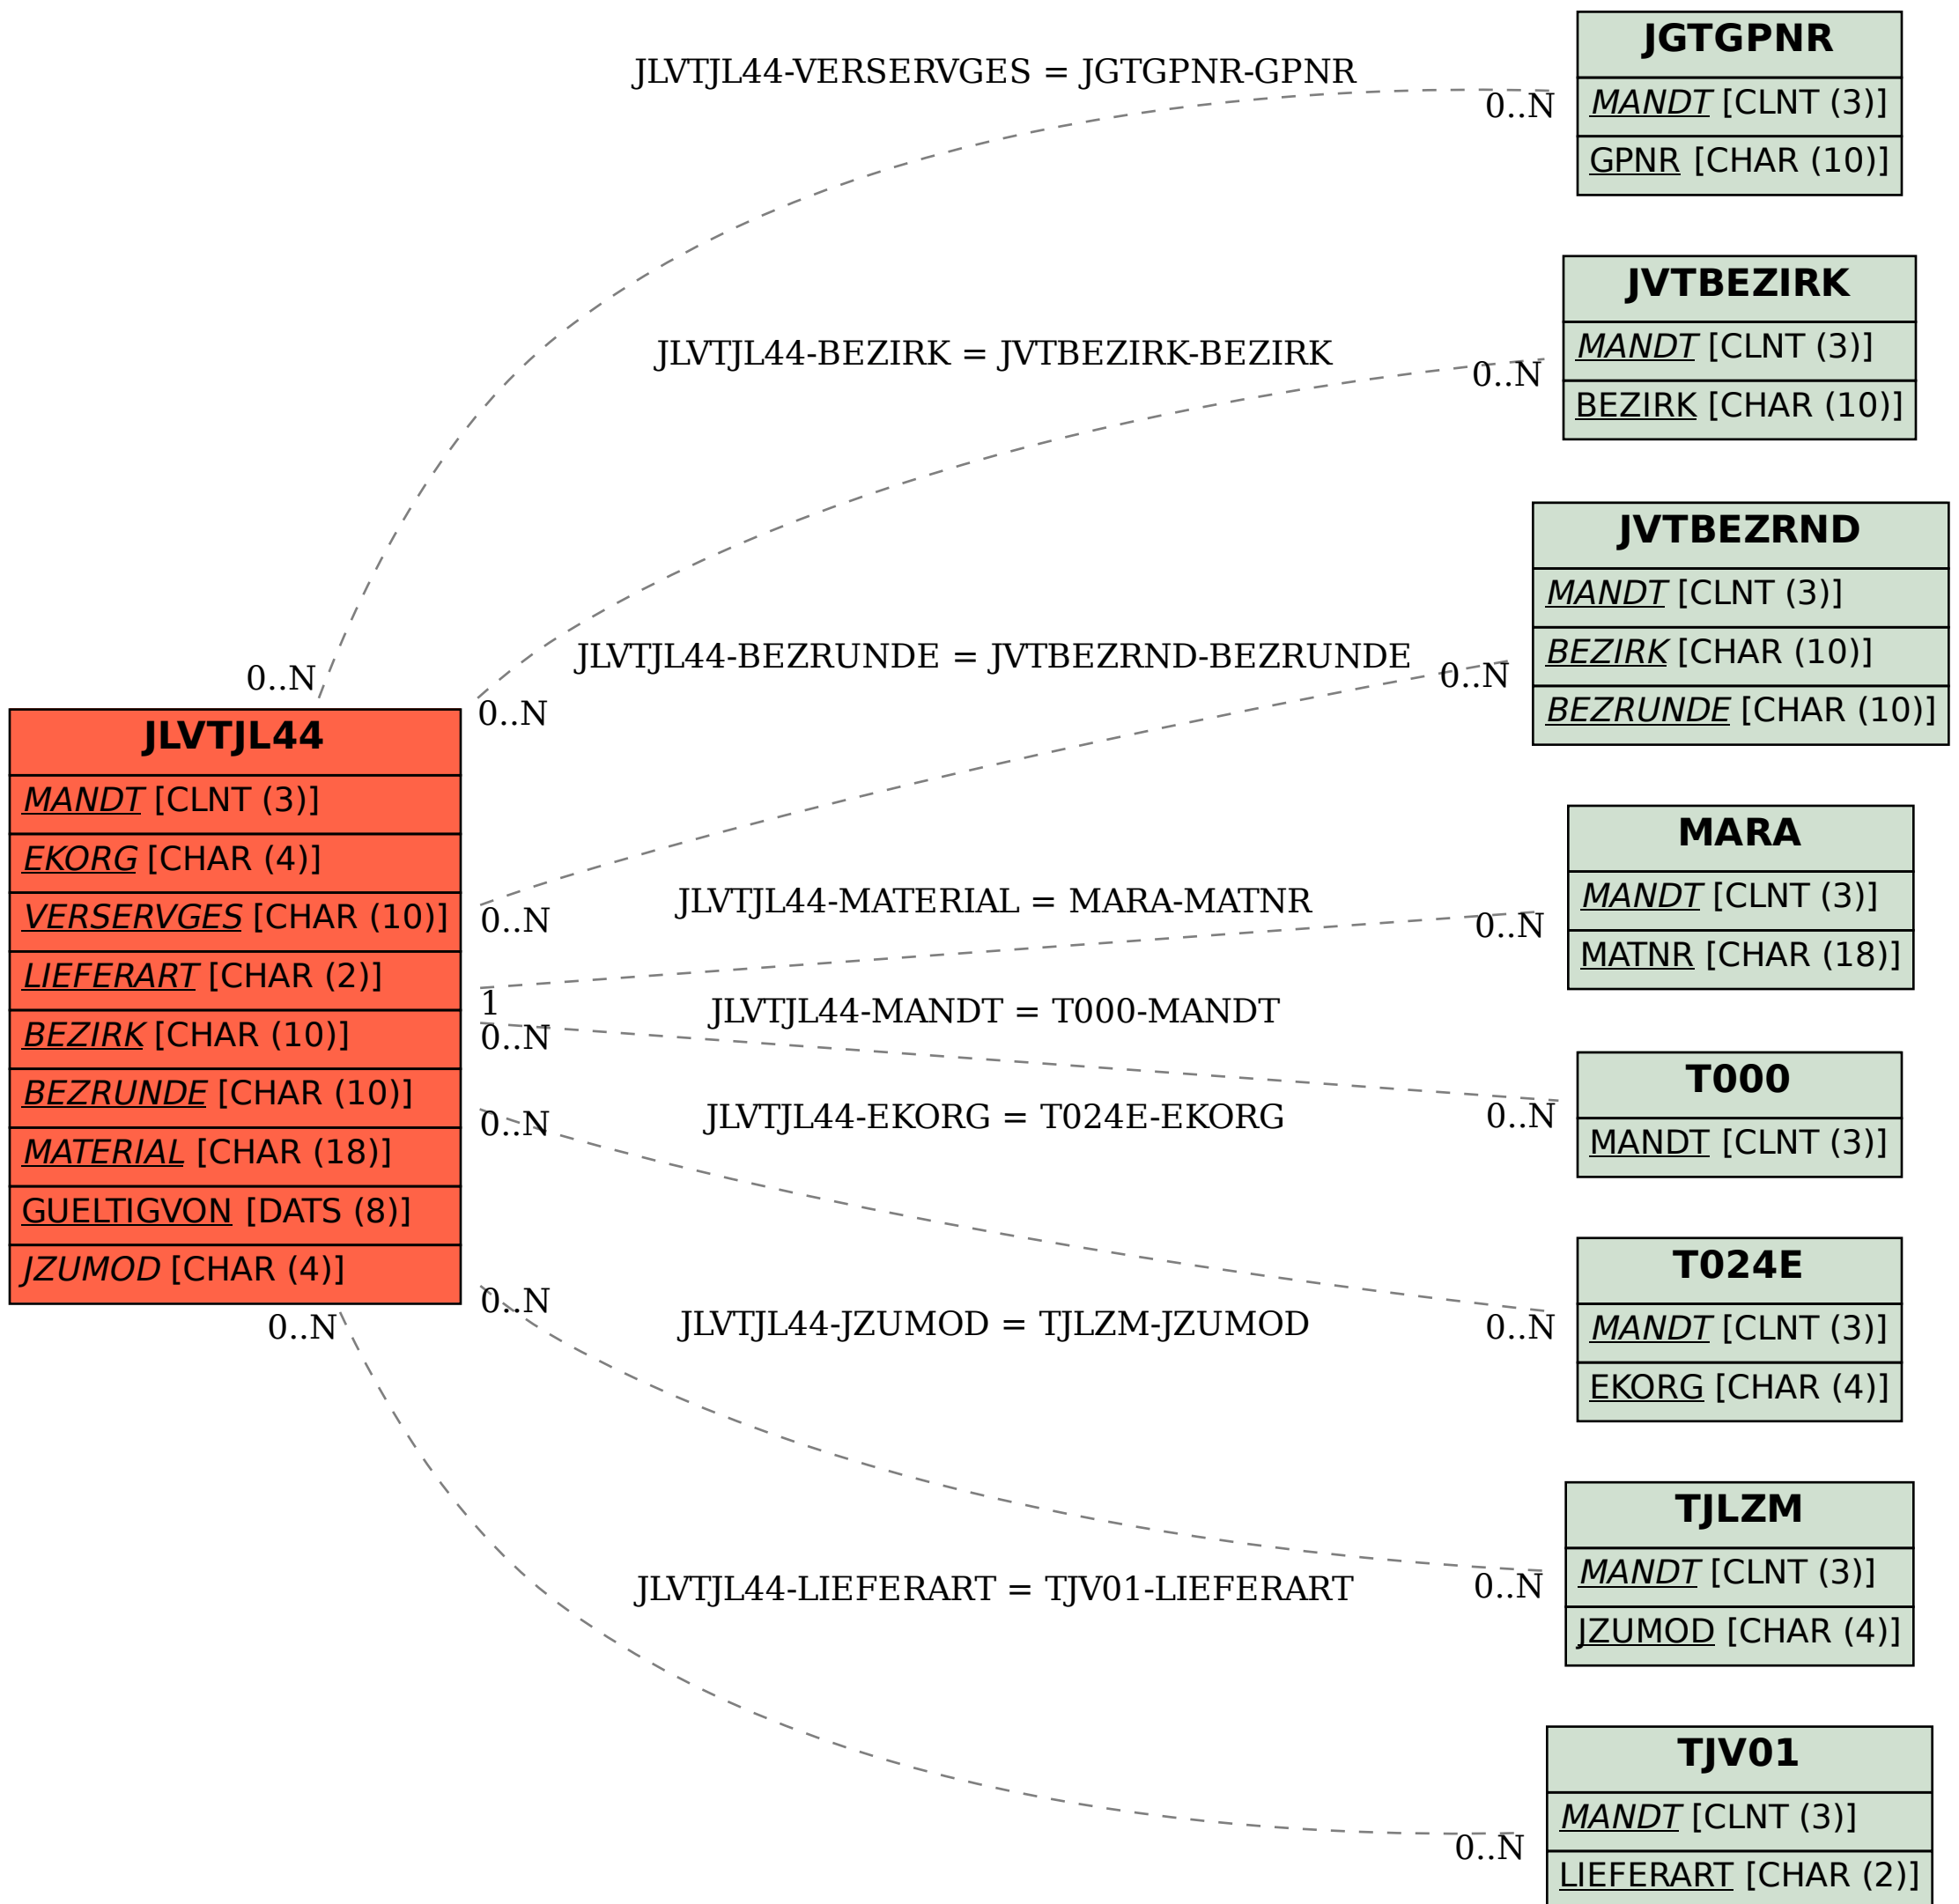 JGTGPNR
MANDT [CLNT (3)]
GPNR [CHAR (10)]
JLVTJL44-VERSERVGES = JGTGPNR-GPNR
0..N
0..N
JVTBEZIRK
MANDT [CLNT (3)]
BEZIRK [CHAR (10)]
JLVTJL44-BEZIRK = JVTBEZIRK-BEZIRK
0..N
0..N
JVTBEZRND
MANDT [CLNT (3)]
BEZIRK [CHAR (10)]
BEZRUNDE [CHAR (10)]
JLVTJL44-BEZRUNDE = JVTBEZRND-BEZRUNDE
0..N
0..N
JLVTJL44
MANDT [CLNT (3)]
EKORG [CHAR (4)]
VERSERVGES [CHAR (10)]
LIEFERART [CHAR (2)]
BEZIRK [CHAR (10)]
BEZRUNDE [CHAR (10)]
MATERIAL [CHAR (18)]
GUELTIGVON [DATS (8)]
JZUMOD [CHAR (4)]
MARA
MANDT [CLNT (3)]
MATNR [CHAR (18)]
JLVTJL44-MATERIAL = MARA-MATNR
0..N
1
JLVTJL44-MANDT = T000-MANDT
0..N
0..N
T000
MANDT [CLNT (3)]
JLVTJL44-EKORG = T024E-EKORG
0..N
0..N
T024E
MANDT [CLNT (3)]
EKORG [CHAR (4)]
JLVTJL44-JZUMOD = TJLZM-JZUMOD
0..N
0..N
TJLZM
MANDT [CLNT (3)]
JZUMOD [CHAR (4)]
JLVTJL44-LIEFERART = TJV01-LIEFERART
0..N
0..N
TJV01
MANDT [CLNT (3)]
LIEFERART [CHAR (2)]